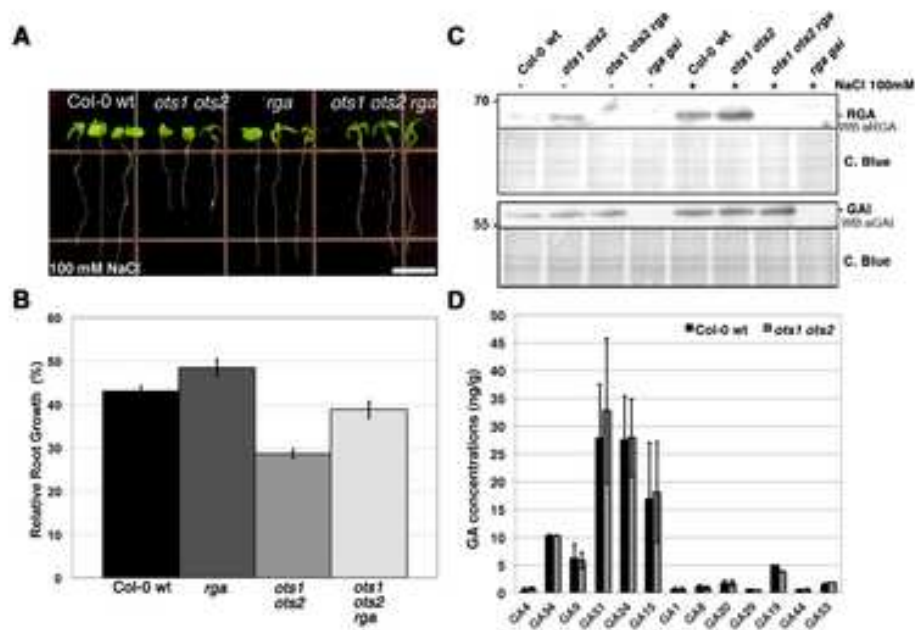 A
Col-0 wt ots1 ots2 rga ots1 ots2 rga
100 mM NaCl
B
Relative Root Growth (%)
60
50
40
30
20
10
0
Col-0 wt
rga
ots1
ots2
ots1
ots2
rga
C
Col-0 wt
ots1 ots2
ots1 ots2 rga
rga gai
Col-0 wt
ots1 ots2
ots1 ots2 rga
rga gai
- - - - + + + + NaCl 100mM
70 -
- RGA
WB aRGA
C. Blue
55 -
- GAI
WB aGAI
C. Blue
D
GA concentrations (ng/g)
50
45
40
35
30
25
20
15
10
5
0
Col-0 wt ots1 ots2
GA4
GA34
GA9
GA51
GA24
GA15
GA1
GA8
GA20
GA29
GA19
GA44
GA53